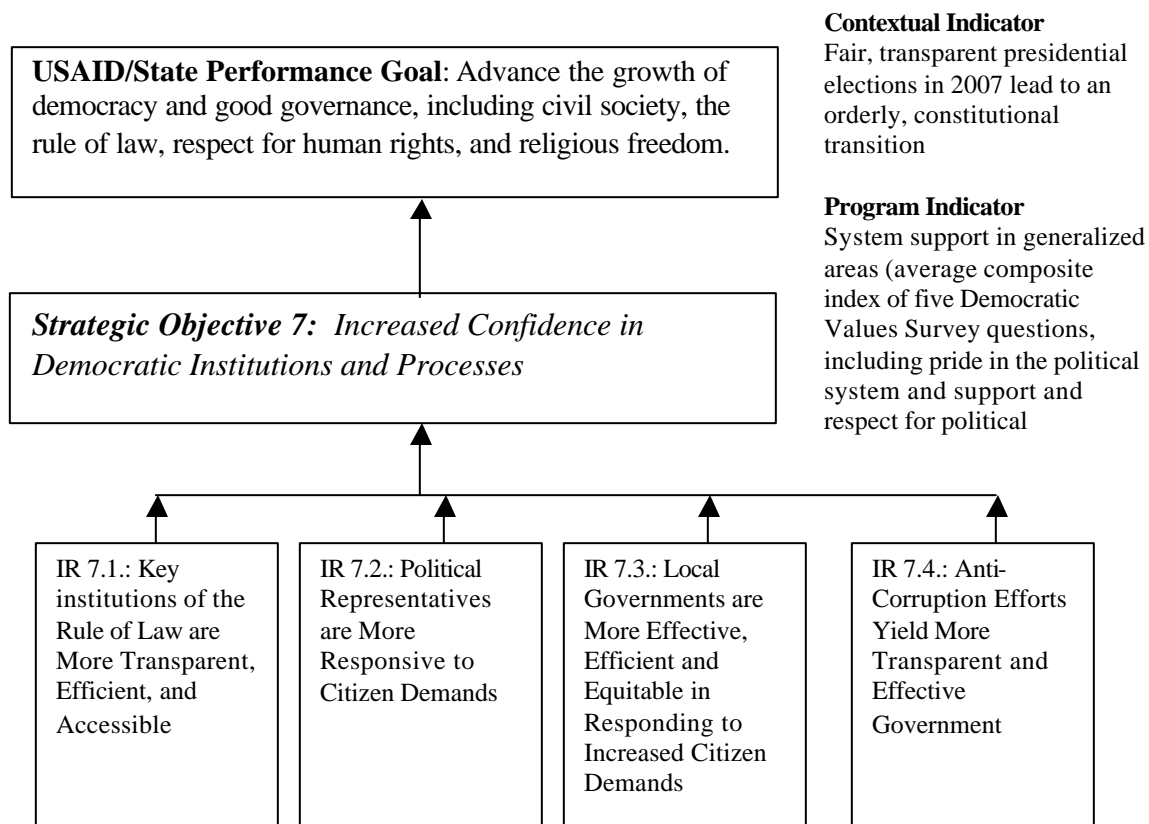 USAID/State Performance Goal: Advance the growth of
democracy and good governance, including civil society, the
rule of law, respect for human rights, and religious freedom.
Contextual Indicator
Fair, transparent presidential
elections in 2007 lead to an
orderly, constitutional
transition
Program Indicator
System support in generalized
areas (average composite
index of five Democratic
Values Survey questions,
including pride in the political
system and support and
respect for political
Strategic Objective 7: Increased Confidence in
Democratic Institutions and Processes
IR 7.1.: Key
institutions of the
Rule of Law are
More Transparent,
Efficient, and
Accessible
IR 7.2.: Political
Representatives
are More
Responsive to
Citizen Demands
IR 7.3.: Local
Governments are
More Effective,
Efficient and
Equitable in
Responding to
Increased Citizen
Demands
IR 7.4.: Anti-
Corruption Efforts
Yield More
Transparent and
Effective
Government